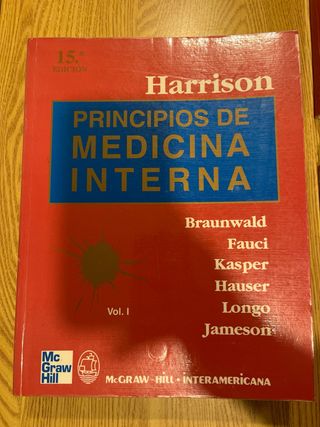 15.ª
EDICIÓN
Harrison
PRINCIPIOS DE
MEDICINA
INTERNA
Braunwald
Fauci
Kasper
Hauser
Longo
Jameson
Vol. I
Mc
Graw
Hill
McGRAW-HILL • INTERAMERICANA